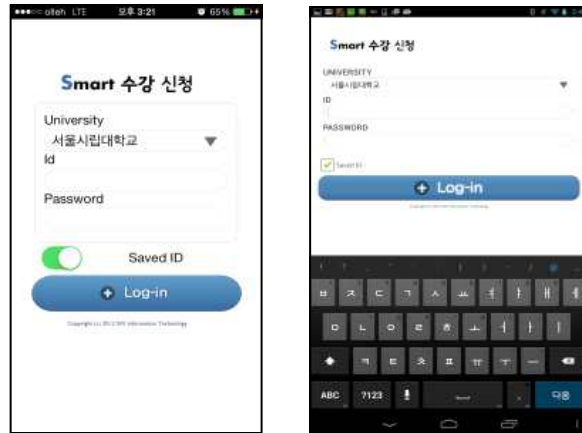 olleh LTE 오후 3:21 65%
Smart 수강 신청
University
서울시립대학교
Id
Password
Saved ID
Log-in
Smart 수강 신청
UNIVERSITY
서울시립대학교
ID
PASSWORD
Saved ID
Log-in
ㅂ ㅈ ㄷ ㄱ ㅅ ㅛ ㅕ ㅑ ㅐ ㅔ
ㅁ ㄴ ㅇ ㄹ ㅎ ㅗ ㅓ ㅏ ㅣ
ㅋ ㅌ ㅊ ㅍ ㅠ ㅜ ㅡ
ABC ?123 다음